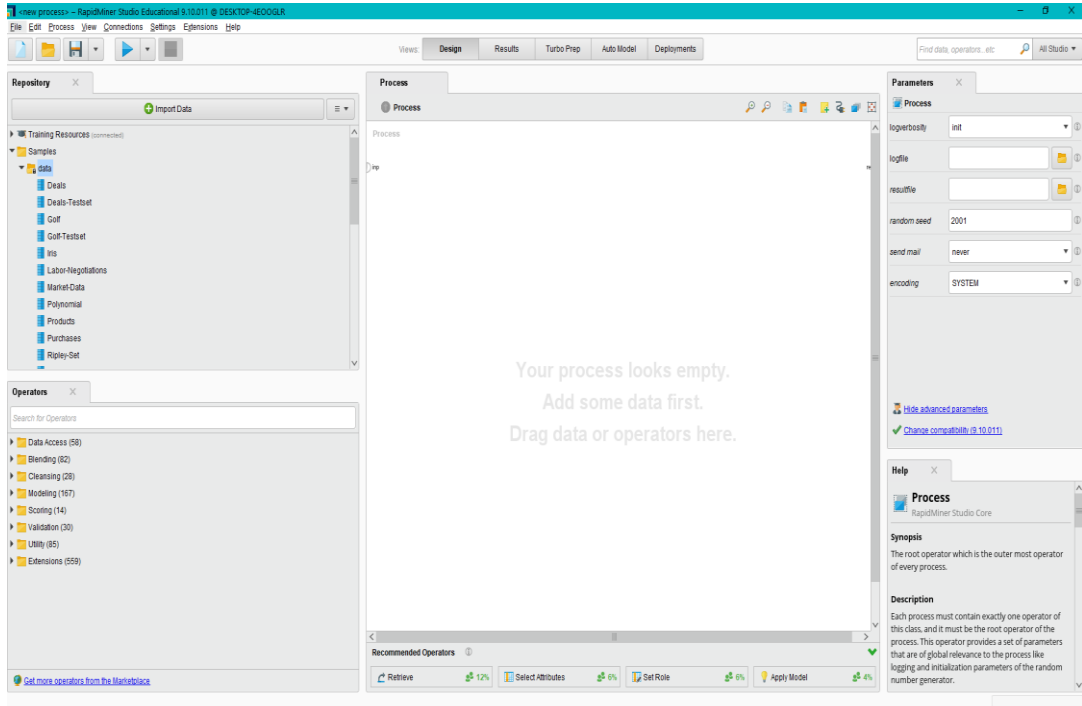 <new process> – RapidMiner Studio Educational 9.10.011 @ DESKTOP-4EOOGLR
File Edit Process View Connections Settings Extensions Help
Views: Design Results Turbo Prep Auto Model Deployments
Find data, operators...etc All Studio
Repository
Import Data
Training Resources (connected)
Samples
data
Deals
Deals-Testset
Golf
Golf-Testset
Iris
Labor-Negotiations
Market-Data
Polynomial
Products
Purchases
Ripley-Set
Operators
Search for Operators
Data Access (58)
Blending (82)
Cleansing (28)
Modeling (167)
Scoring (14)
Validation (30)
Utility (85)
Extensions (559)
Get more operators from the Marketplace
Process
Process
Process
inp
Your process looks empty.
Add some data first.
Drag data or operators here.
Recommended Operators
Retrieve 12% Select Attributes 6% Set Role 6% Apply Model 4%
Parameters
Process
logverbosity init
logfile
resultfile
random seed 2001
send mail never
encoding SYSTEM
Hide advanced parameters
Change compatibility (9.10.011)
Help
Process
RapidMiner Studio Core
Synopsis
The root operator which is the outer most operator
of every process.
Description
Each process must contain exactly one operator of
this class, and it must be the root operator of the
process. This operator provides a set of parameters
that are of global relevance to the process like
logging and initialization parameters of the random
number generator.